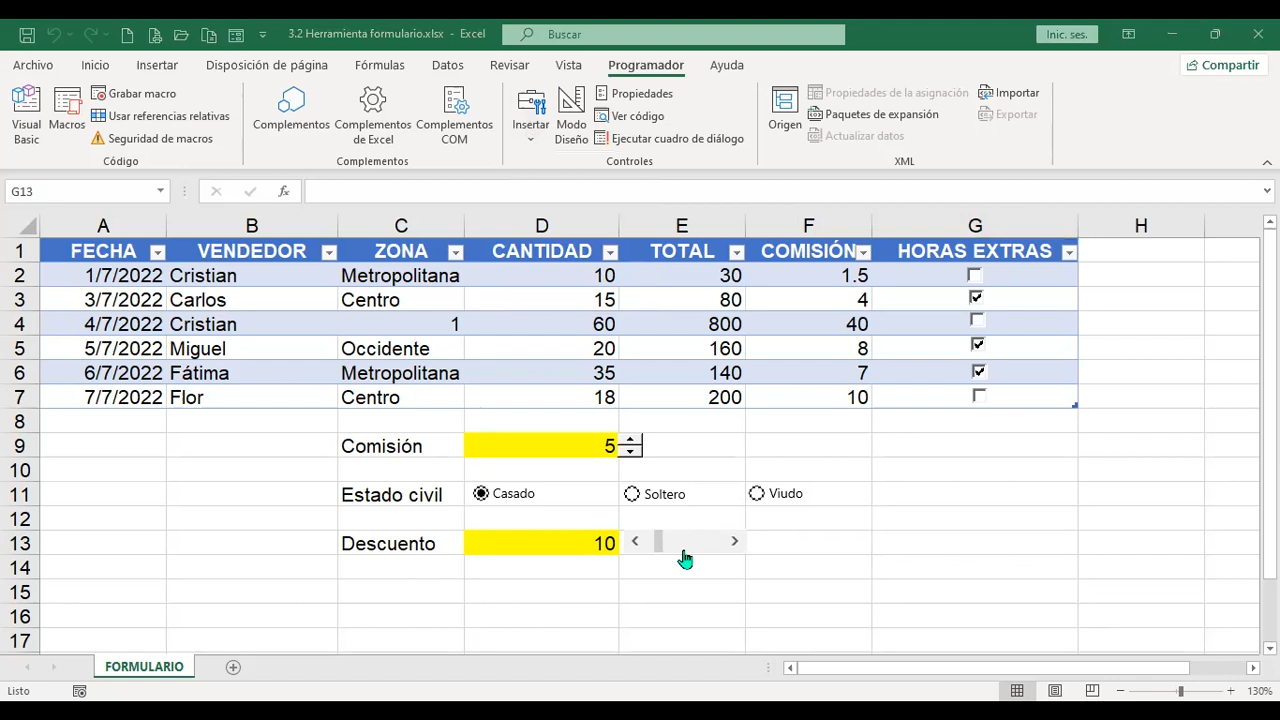 3.2 Herramienta formulario.xlsx - Excel
Buscar
Inic. ses.
Archivo Inicio Insertar Disposición de página Fórmulas Datos Revisar Vista Programador Ayuda
Compartir
Visual Basic
Macros
Grabar macro
Usar referencias relativas
Seguridad de macros
Código
Complementos
Complementos de Excel
Complementos COM
Complementos
Insertar
Modo Diseño
Propiedades
Ver código
Ejecutar cuadro de diálogo
Controles
Origen
Propiedades de la asignación
Paquetes de expansión
Actualizar datos
Importar
Exportar
XML
G13
fx
A B C D E F G H
1 FECHA VENDEDOR ZONA CANTIDAD TOTAL COMISIÓN HORAS EXTRAS
2 1/7/2022 Cristian Metropolitana 10 30 1.5
3 3/7/2022 Carlos Centro 15 80 4
4 4/7/2022 Cristian 1 60 800 40
5 5/7/2022 Miguel Occidente 20 160 8
6 6/7/2022 Fátima Metropolitana 35 140 7
7 7/7/2022 Flor Centro 18 200 10
8
9 Comisión 5
10
11 Estado civil Casado Soltero Viudo
12
13 Descuento 10
14
15
16
17
FORMULARIO
Listo
130%